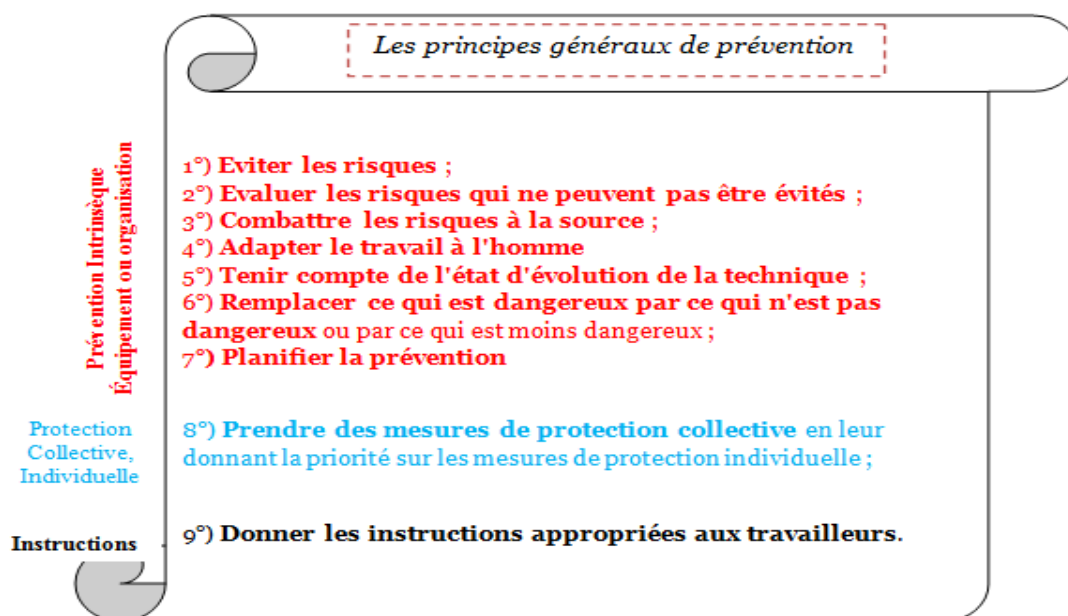 Les principes généraux de prévention
Prévention Intrinsèque
Équipement ou organisation
1°) Eviter les risques ;
2°) Evaluer les risques qui ne peuvent pas être évités ;
3°) Combattre les risques à la source ;
4°) Adapter le travail à l'homme
5°) Tenir compte de l'état d'évolution de la technique ;
6°) Remplacer ce qui est dangereux par ce qui n'est pas
dangereux ou par ce qui est moins dangereux ;
7°) Planifier la prévention
Protection
Collective,
Individuelle
8°) Prendre des mesures de protection collective en leur
donnant la priorité sur les mesures de protection individuelle ;
Instructions
9°) Donner les instructions appropriées aux travailleurs.